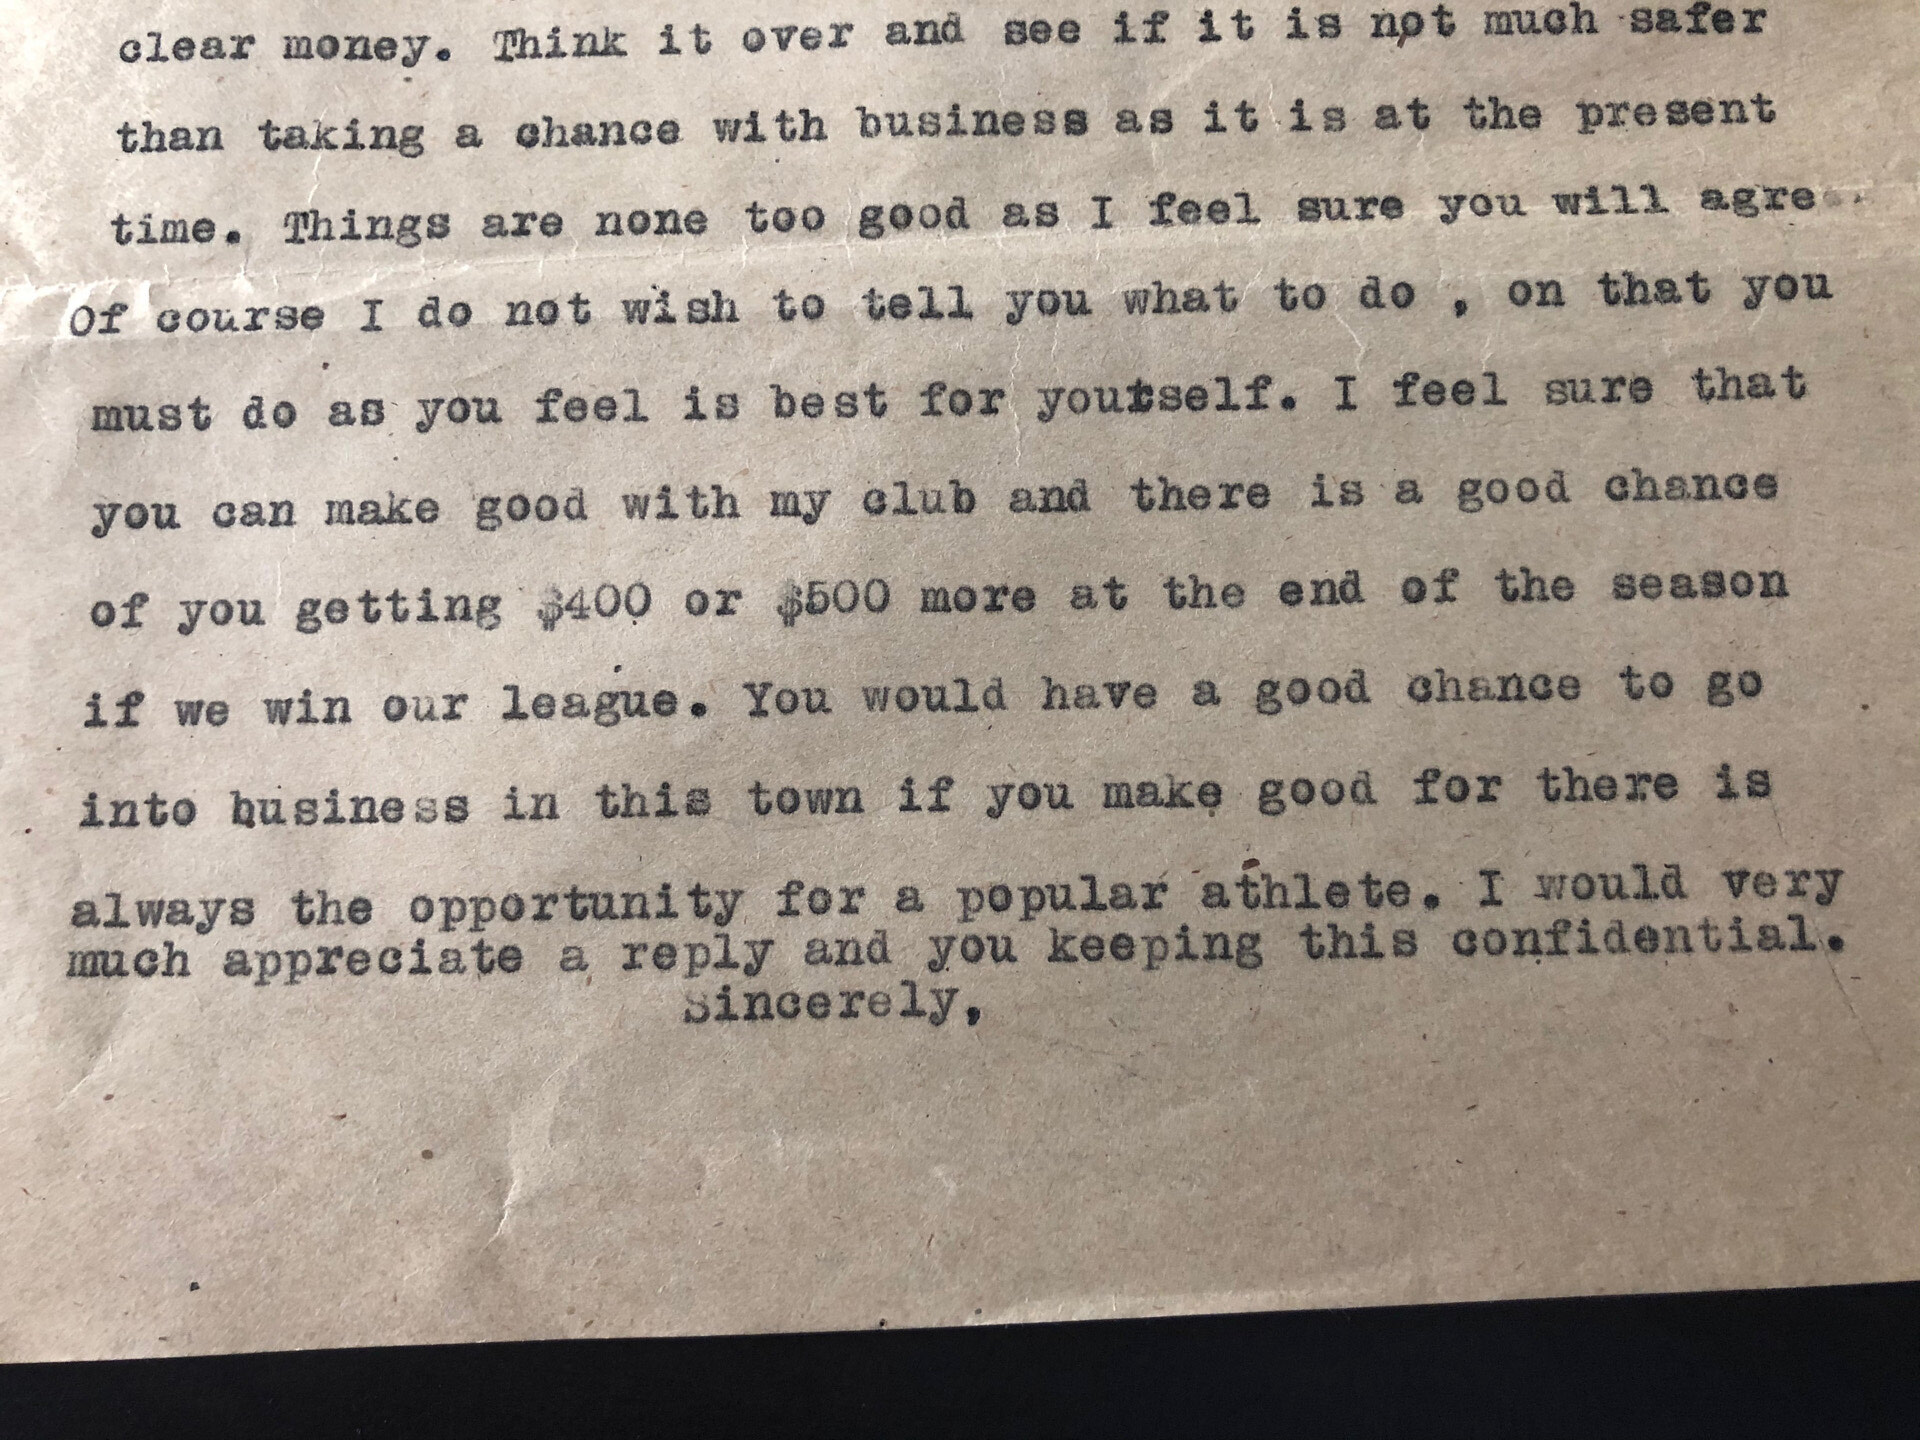 clear money. Think it over and see if it is not much safer
than taking a chance with business as it is at the present
time. Things are none too good as I feel sure you will agree.
Of course I do not wish to tell you what to do , on that you
must do as you feel is best for yourself. I feel sure that
you can make good with my club and there is a good chance
of you getting $400 or $500 more at the end of the season
if we win our league. You would have a good chance to go
into business in this town if you make good for there is
always the opportunity for a popular athlete. I would very
much appreciate a reply and you keeping this confidential.
Sincerely,